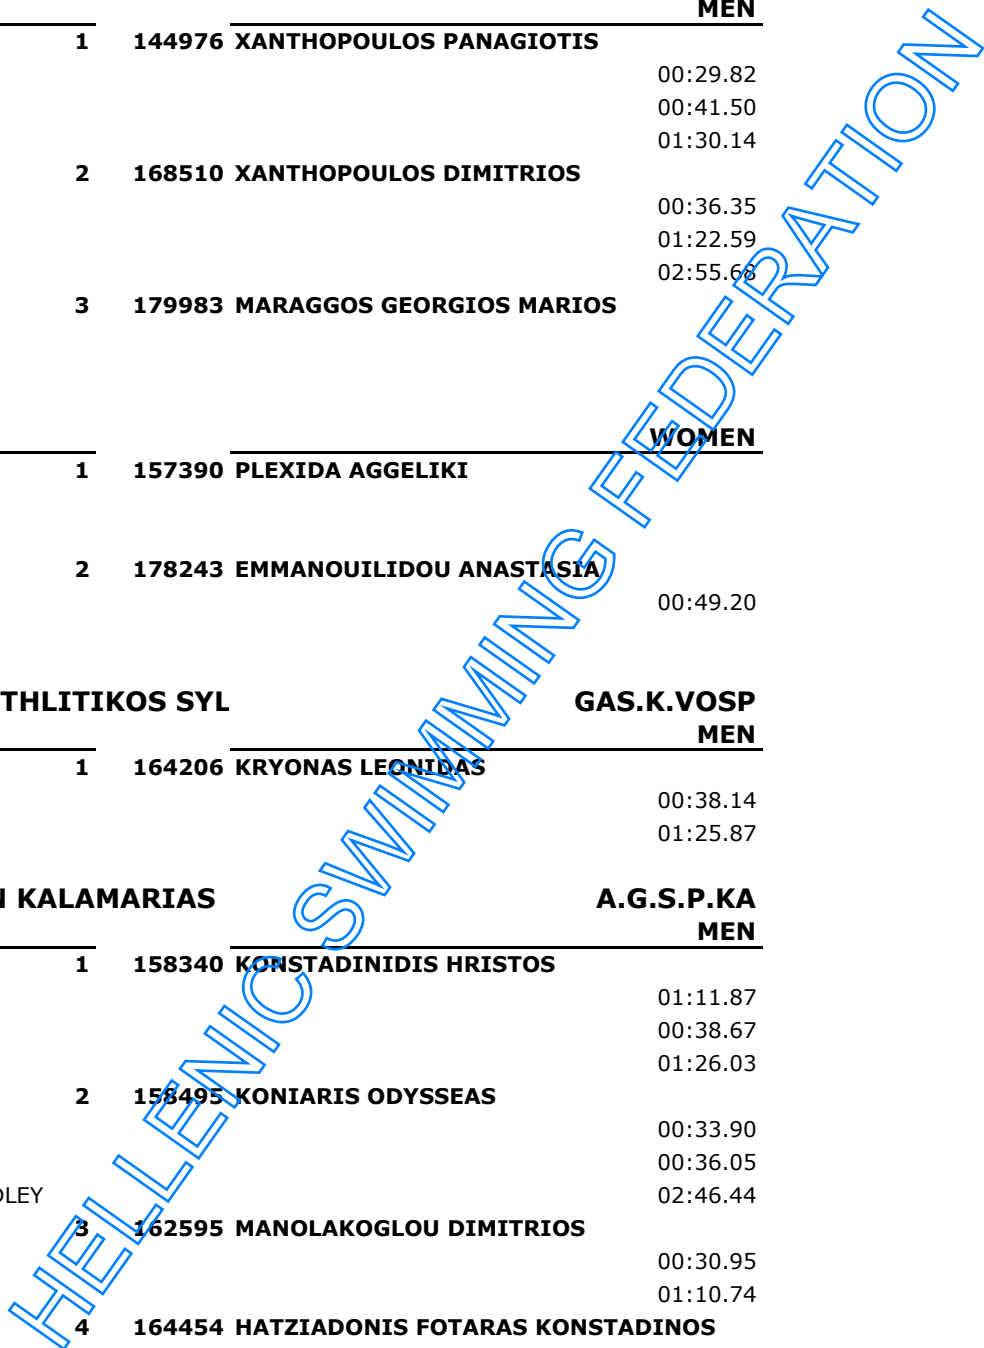 MEN
1 144976 XANTHOPOULOS PANAGIOTIS
00:29.82
00:41.50
01:30.14
2 168510 XANTHOPOULOS DIMITRIOS
00:36.35
01:22.59
02:55.68
3 179983 MARAGGOS GEORGIOS MARIOS
WOMEN
1 157390 PLEXIDA AGGELIKI
2 178243 EMMANOUILIDOU ANASTASIA
00:49.20
THLITIKOS SYL GAS.K.VOSP
MEN
1 164206 KRYONAS LEONIDAS
00:38.14
01:25.87
KALAMARIAS A.G.S.P.KA
MEN
1 158340 KONSTADINIDIS HRISTOS
01:11.87
00:38.67
01:26.03
2 158495 KONIARIS ODYSSEAS
00:33.90
00:36.05
DLEY 02:46.44
3 162595 MANOLAKOGLOU DIMITRIOS
00:30.95
01:10.74
4 164454 HATZIADONIS FOTARAS KONSTADINOS
HELLENIC SWIMMING FEDERATION